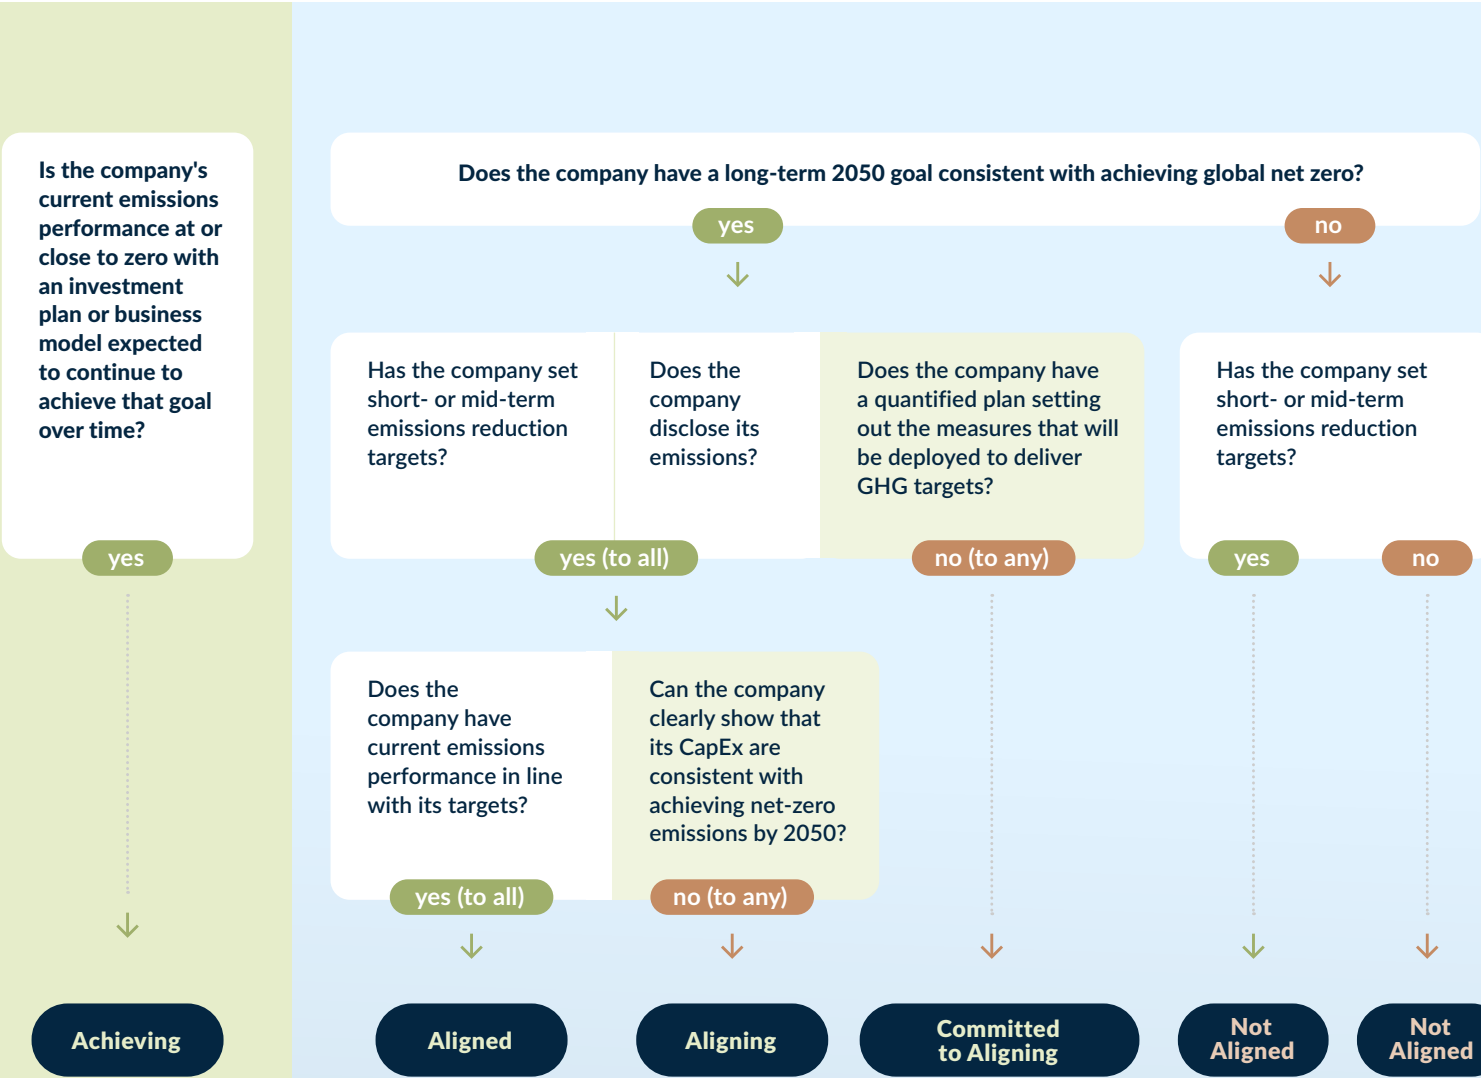 Is the company's
current emissions
performance at or
close to zero with
an investment
plan or business
model expected
to continue to
achieve that goal
over time?
yes
Achieving
Does the company have a long-term 2050 goal consistent with achieving global net zero?
yes
no
Has the company set
short- or mid-term
emissions reduction
targets?
Does the
company
disclose its
emissions?
Does the company have
a quantified plan setting
out the measures that will
be deployed to deliver
GHG targets?
yes (to all)
no (to any)
Has the company set
short- or mid-term
emissions reduction
targets?
yes
no
Does the
company have
current emissions
performance in line
with its targets?
Can the company
clearly show that
its CapEx are
consistent with
achieving net-zero
emissions by 2050?
yes (to all)
no (to any)
Aligned
Aligning
Committed
to Aligning
Not
Aligned
Not
Aligned